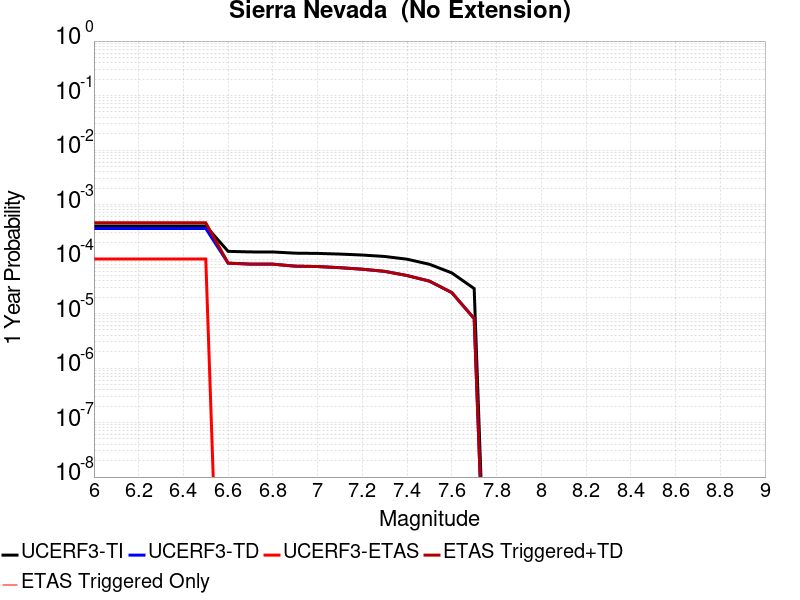 Sierra Nevada  (No Extension)
10^0
10^-1
10^-2
10^-3
10^-4
10^-5
10^-6
10^-7
10^-8
1 Year Probability
6 6.2 6.4 6.6 6.8 7 7.2 7.4 7.6 7.8 8 8.2 8.4 8.6 8.8 9
Magnitude
UCERF3-TI UCERF3-TD UCERF3-ETAS ETAS Triggered+TD
ETAS Triggered Only